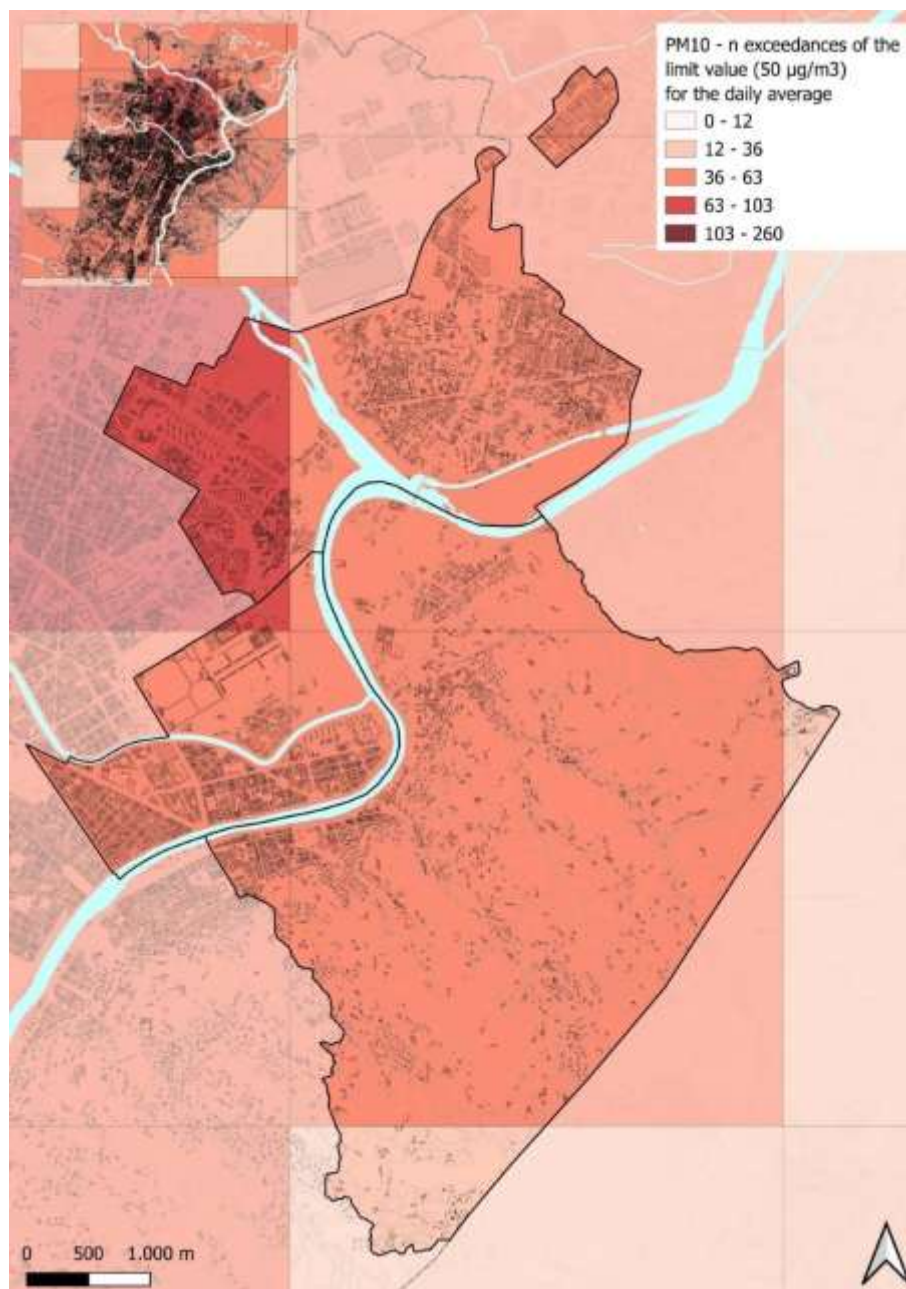 PM10 - n exceedances of the
limit value (50 µg/m3)
for the daily average
0 - 12
12 - 36
36 - 63
63 - 103
103 - 260
0 500 1.000 m